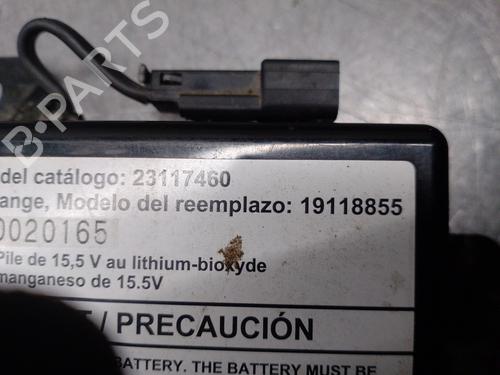 B-PARTS
del catálogo: 23117460
ange, Modelo del reemplazo: 19118855
0020165
Pile de 15,5 V au lithium-bioxyde
manganeso de 15.5V
/ PRECAUCIÓN
BATTERY. THE BATTERY MUST BE